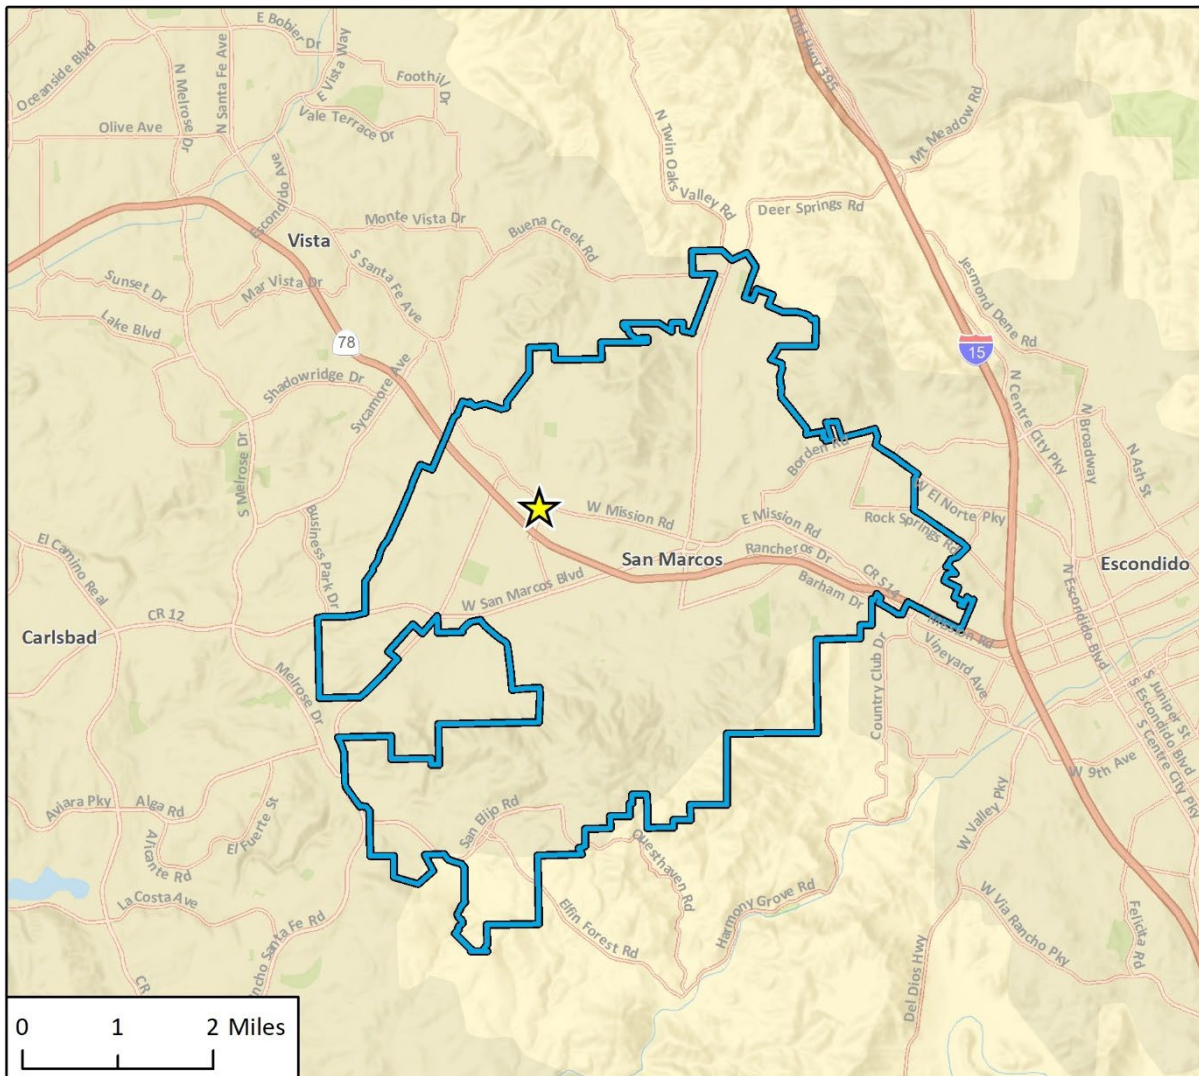 E Bobier Dr
Oceanside Blvd
N Melrose Dr
N Santa Fe Ave
E Vista Way
Foothill Dr
Old Hwy 395
Olive Ave
Vale Terrace Dr
Mt Meadow Rd
Escondido Ave
N Twin Oaks
Valley Rd
Deer Springs Rd
Monte Vista Dr
Buena Creek Rd
Vista
S Santa Fe Ave
Sunset Dr
Mar Vista Dr
Jesmond Dene Rd
Lake Blvd
78
15
Shadowridge Dr
Sycamore Ave
N Centre City Pky
N Broadway
S Melrose Dr
Borden Rd
N Ash St
W El Norte Pky
Business Park Dr
W Mission Rd
E Mission Rd
Rock Springs Rd
El Camino Real
San Marcos
Rancheros Dr
Escondido
CR S14
Barham Dr
CR 12
W San Marcos Blvd
Carlsbad
Mission Rd
N Escondido Blvd
Vineyard Ave
Country Club Dr
Melrose Dr
S Juniper St
S Escondido Blvd
S Centre City Pky
W 9th Ave
Aviara Pky
Alga Rd
El Fuerte St
San Elijo Rd
W Valley Pky
Alicante Rd
Questhaven Rd
La Costa Ave
Harmony Grove Rd
W Via Rancho Pky
Felicita Rd
Elfin Forest Rd
ncho Santa Fe Rd
CR
Del Dios Hwy
0 1 2 Miles